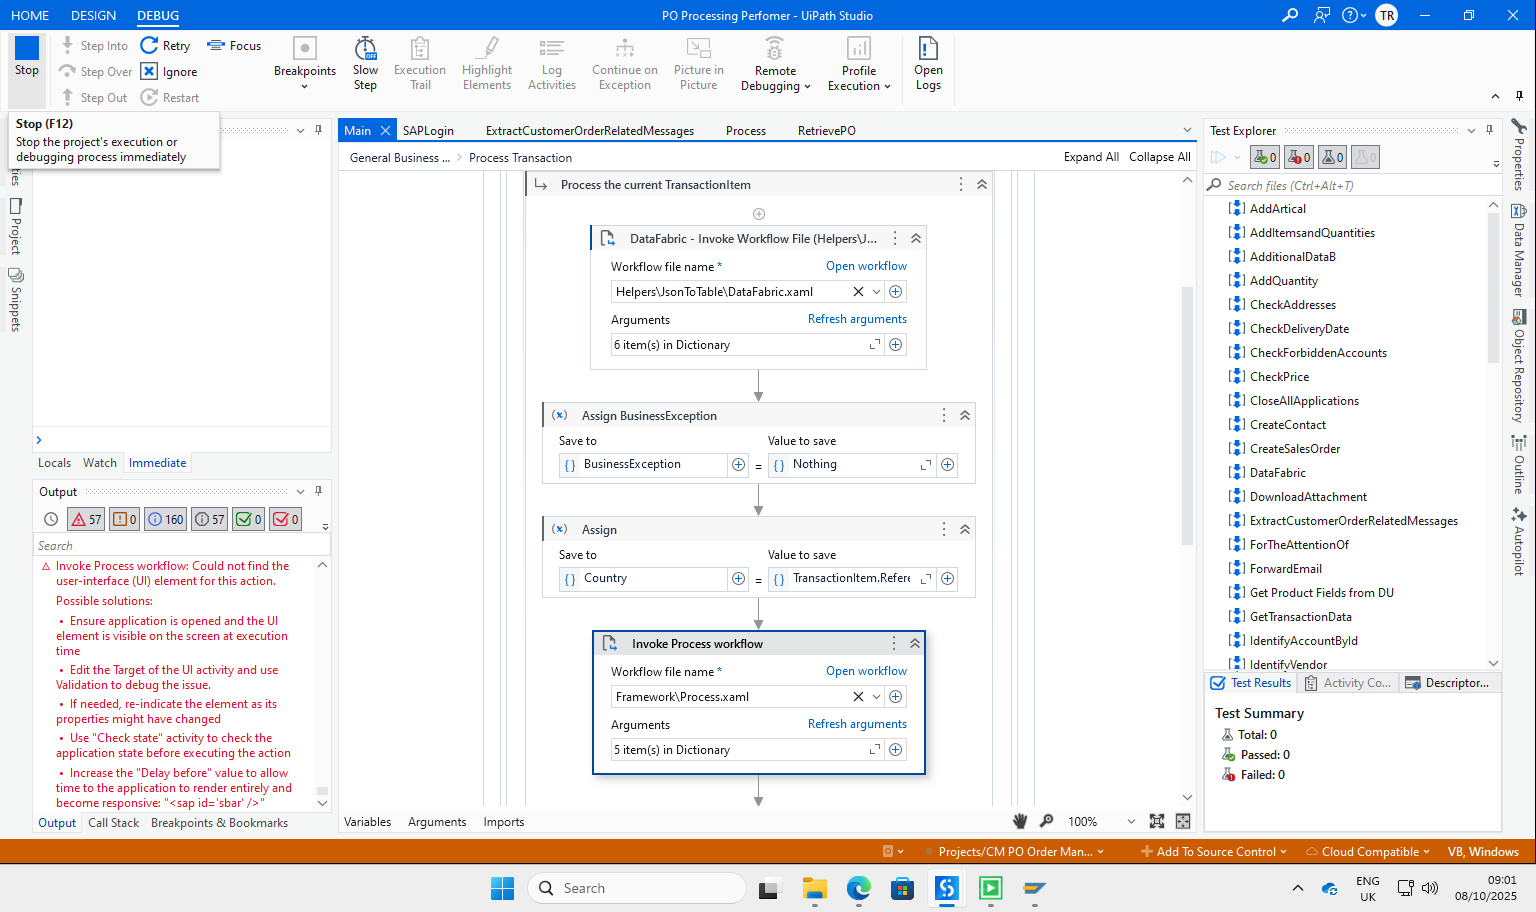 HOME
DESIGN
DEBUG
PO Processing Perfomer - UiPath Studio
TR
Stop
Step Into
Step Over
Step Out
Retry
Ignore
Restart
Focus
Breakpoints
Slow Step
Execution Trail
Highlight Elements
Log Activities
Continue on Exception
Picture in Picture
Remote Debugging
Profile Execution
Open Logs
Stop (F12)
Stop the project's execution or
debugging process immediately
Project
Snippets
Locals
Watch
Immediate
Output
57
0
160
57
0
0
Search
Invoke Process workflow: Could not find the
user-interface (UI) element for this action.
Possible solutions:
• Ensure application is opened and the UI
element is visible on the screen at execution
time
• Edit the Target of the UI activity and use
Validation to debug the issue.
• If needed, re-indicate the element as its
properties might have changed
• Use "Check state" activity to check the
application state before executing the action
• Increase the "Delay before" value to allow
time to the application to render entirely and
become responsive: "<sap id='sbar' />"
Output
Call Stack
Breakpoints & Bookmarks
Main
SAPLogin
ExtractCustomerOrderRelatedMessages
Process
RetrievePO
General Business ...
Process Transaction
Expand All
Collapse All
Process the current TransactionItem
DataFabric - Invoke Workflow File (Helpers\J...
Workflow file name *
Open workflow
Helpers\JsonToTable\DataFabric.xaml
Arguments
Refresh arguments
6 item(s) in Dictionary
Assign BusinessException
Save to
Value to save
BusinessException
=
Nothing
Assign
Save to
Value to save
Country
=
TransactionItem.Refere
Invoke Process workflow
Workflow file name *
Open workflow
Framework\Process.xaml
Arguments
Refresh arguments
5 item(s) in Dictionary
Variables
Arguments
Imports
100%
Test Explorer
0
0
0
0
Search files (Ctrl+Alt+T)
AddArtical
AddItemsandQuantities
AdditionalDataB
AddQuantity
CheckAddresses
CheckDeliveryDate
CheckForbiddenAccounts
CheckPrice
CloseAllApplications
CreateContact
CreateSalesOrder
DataFabric
DownloadAttachment
ExtractCustomerOrderRelatedMessages
ForTheAttentionOf
ForwardEmail
Get Product Fields from DU
GetTransactionData
IdentifyAccountById
IdentifyVendor
Test Results
Activity Co...
Descriptor...
Test Summary
Total: 0
Passed: 0
Failed: 0
Properties
Data Manager
Object Repository
Outline
Autopilot
Projects/CM PO Order Man...
Add To Source Control
Cloud Compatible
VB, Windows
Search
ENG
UK
09:01
08/10/2025